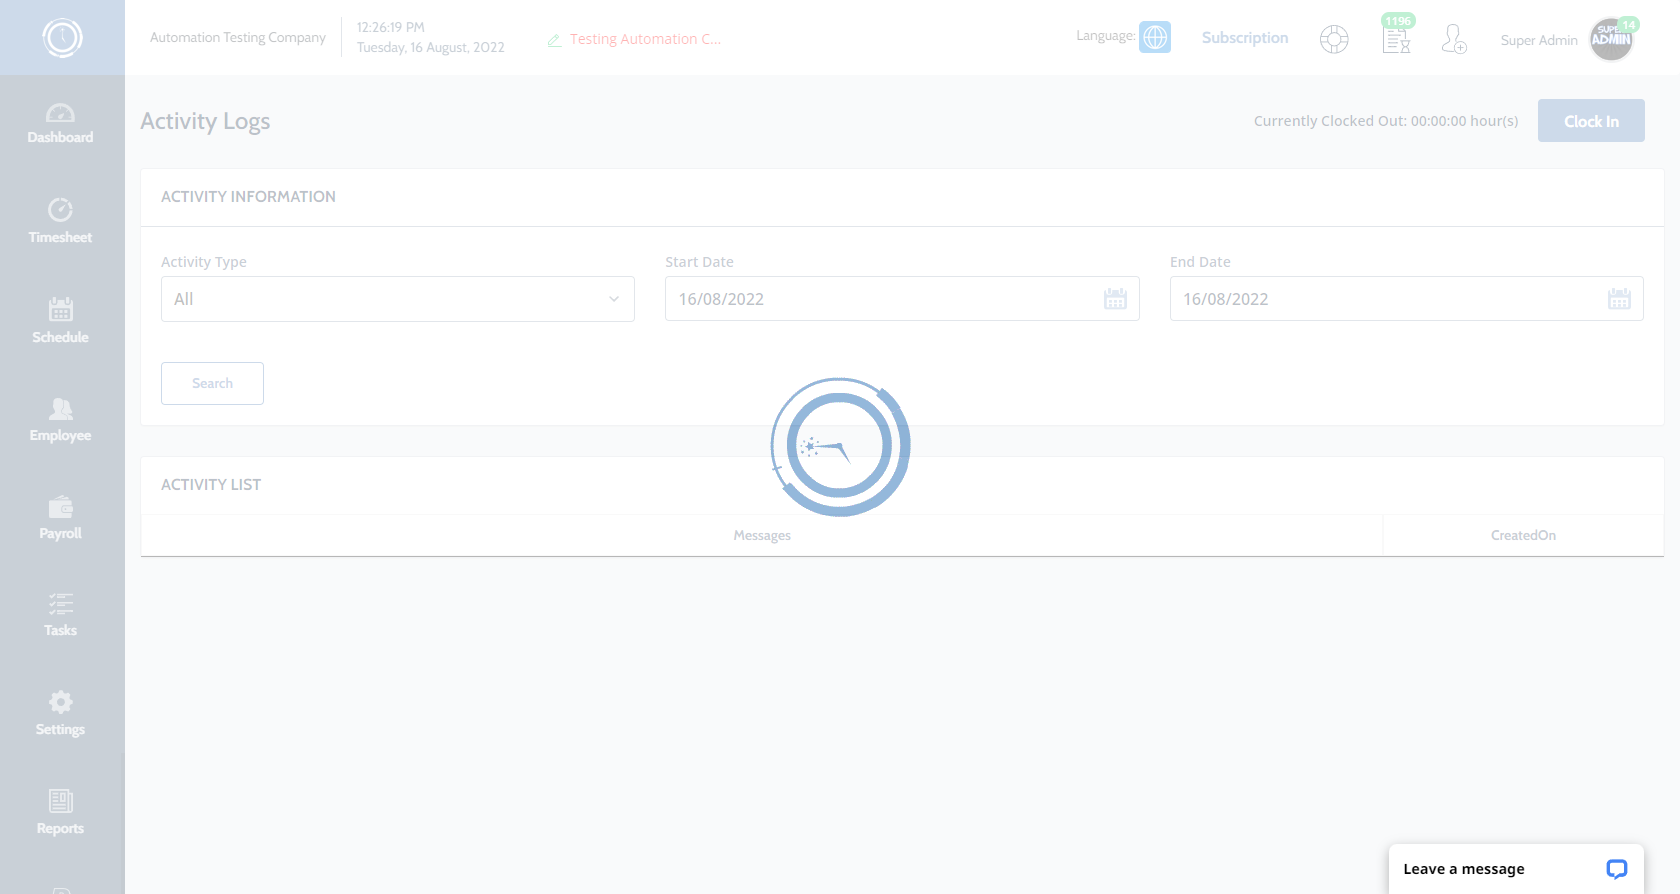 Automation Testing Company
12:26:19 PM
Tuesday, 16 August, 2022
Testing Automation C...
Language:
Subscription
1196
Super Admin
14
SUPER
ADMIN
Dashboard
Timesheet
Schedule
Employee
Payroll
Tasks
Settings
Reports
Activity Logs
Currently Clocked Out: 00:00:00 hour(s)
Clock In
ACTIVITY INFORMATION
Activity Type
Start Date
End Date
All
16/08/2022
16/08/2022
Search
ACTIVITY LIST
Messages
CreatedOn
Leave a message